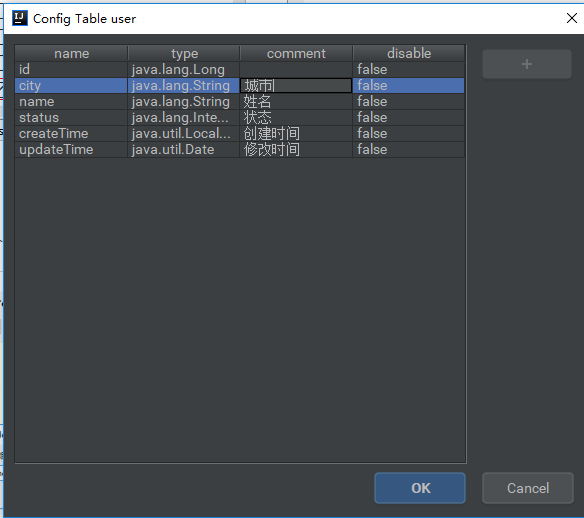 Config Table user
name type comment disable
id java.lang.Long false
city java.lang.String 城市 false
name java.lang.String 姓名 false
status java.lang.Inte... 状态 false
createTime java.util.Local... 创建时间 false
updateTime java.util.Date 修改时间 false
+
OK Cancel